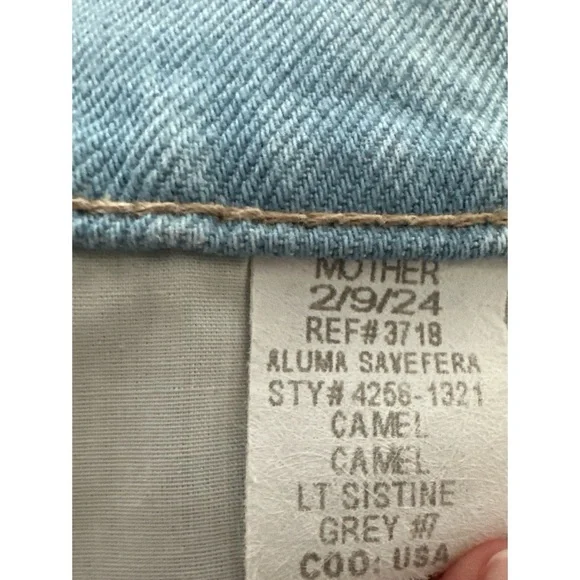 MOTHER
2/9/24
REF# 3718
ALUMA SAVEFERA
STY# 4256-1321
CAMEL
CAMEL
LT SISTINE
GREY #7
COO: USA